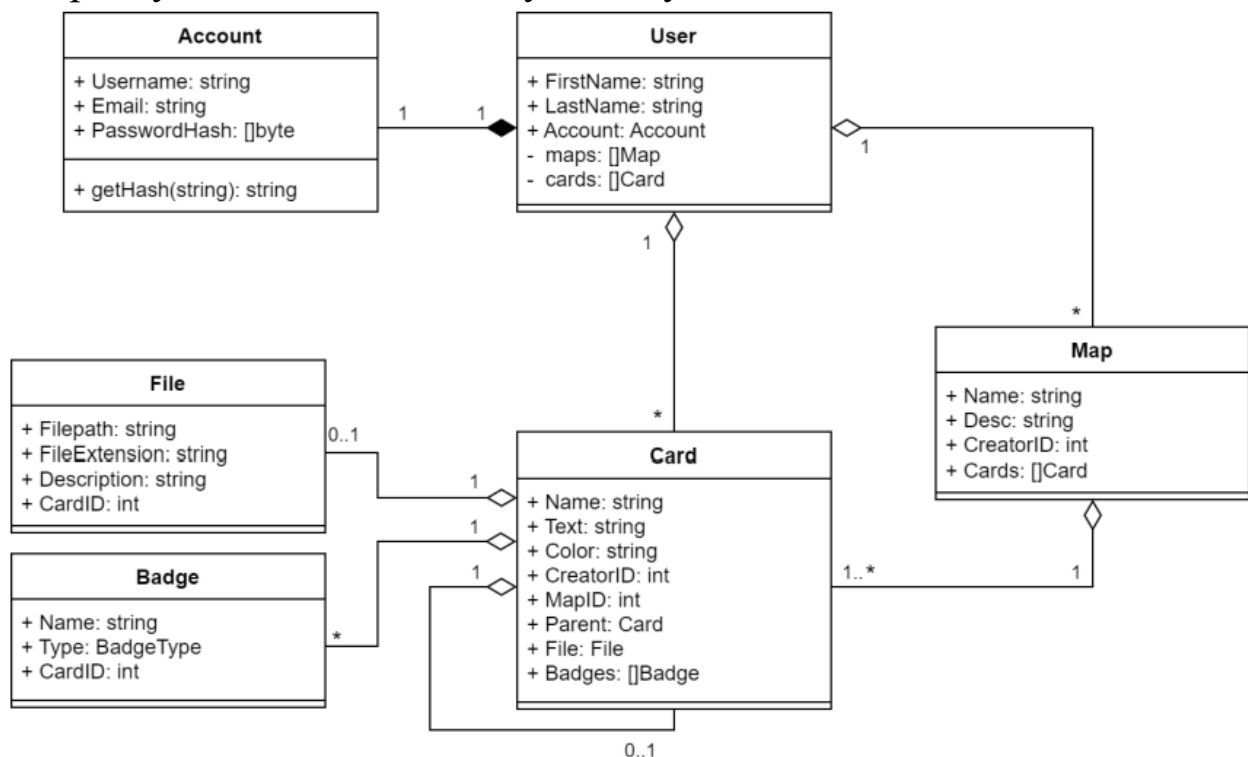 Account
+ Username: string
+ Email: string
+ PasswordHash: []byte
+ getHash(string): string
1
1
User
+ FirstName: string
+ LastName: string
+ Account: Account
- maps: []Map
- cards: []Card
1
*
1
*
Map
+ Name: string
+ Desc: string
+ CreatorID: int
+ Cards: []Card
1
1..*
File
+ Filepath: string
+ FileExtension: string
+ Description: string
+ CardID: int
0..1
1
Badge
+ Name: string
+ Type: BadgeType
+ CardID: int
*
1
1
Card
+ Name: string
+ Text: string
+ Color: string
+ CreatorID: int
+ MapID: int
+ Parent: Card
+ File: File
+ Badges: []Badge
0..1